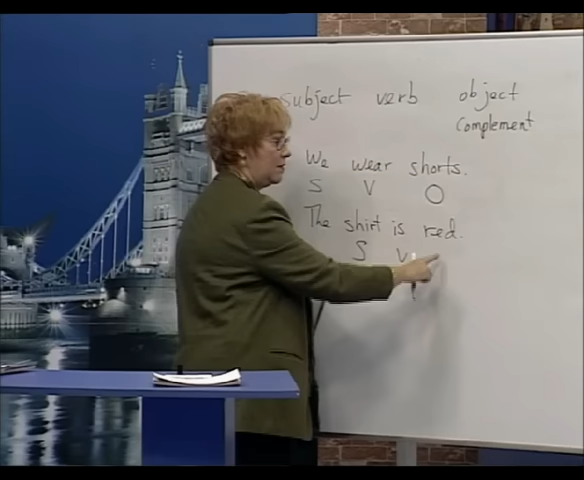 subject verb object
complement
We wear shorts.
S V O
The shirt is red.
S V